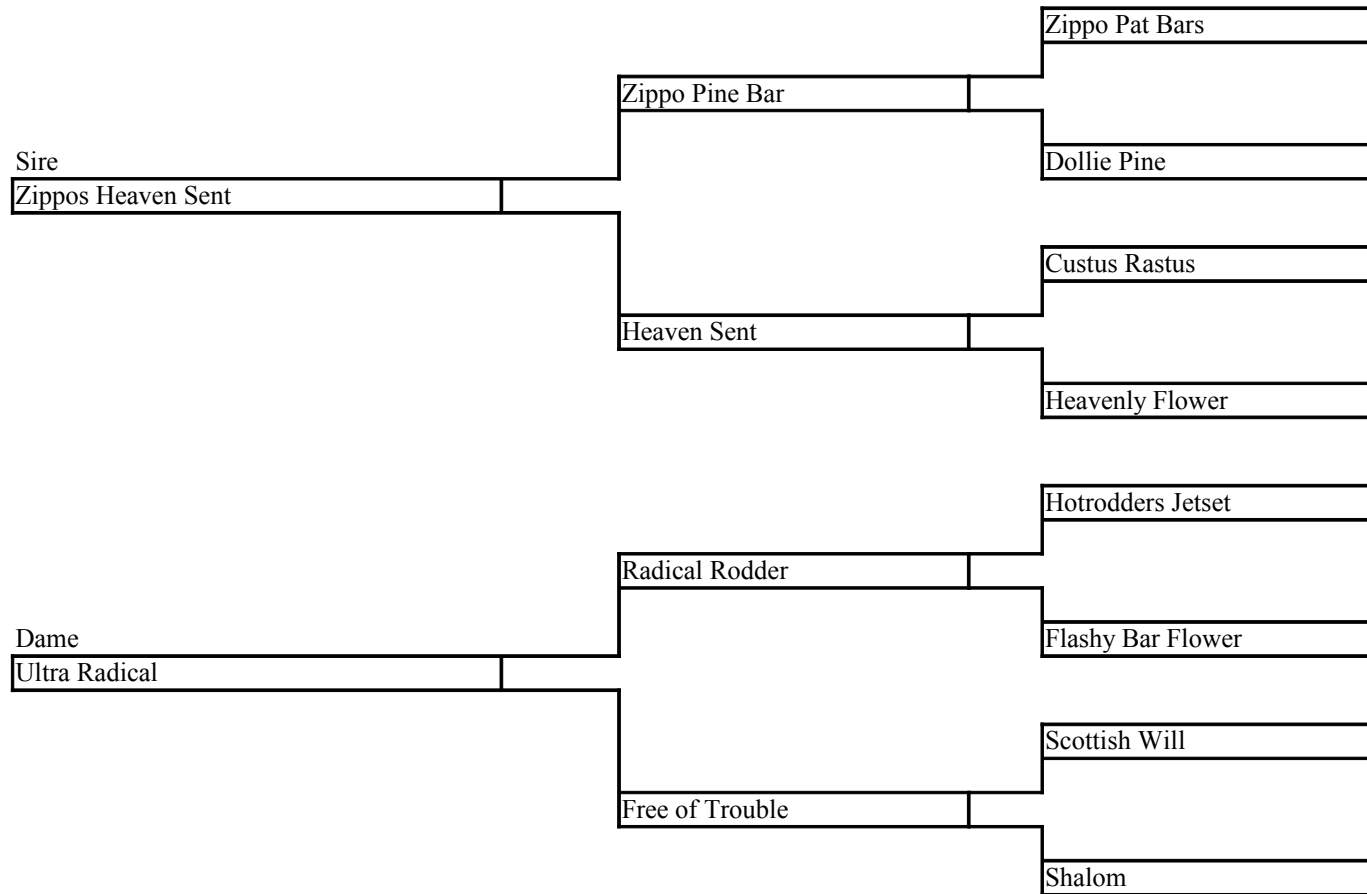 Zippo Pat Bars
Zippo Pine Bar
Sire
Dollie Pine
Zippos Heaven Sent
Custus Rastus
Heaven Sent
Heavenly Flower
Hotrodders Jetset
Radical Rodder
Dame
Flashy Bar Flower
Ultra Radical
Scottish Will
Free of Trouble
Shalom